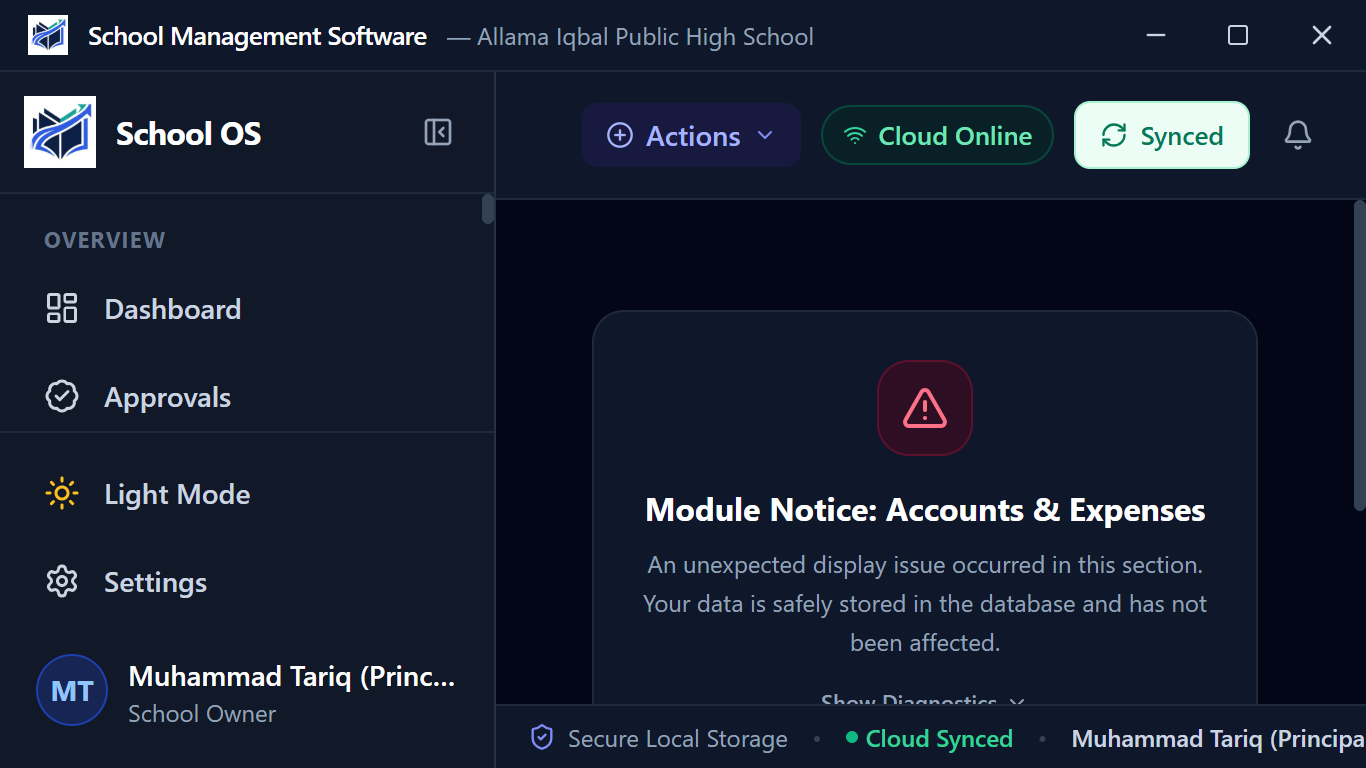 School Management Software — Allama Iqbal Public High School
School OS
Actions
Cloud Online
Synced
OVERVIEW
Dashboard
Approvals
Light Mode
Settings
MT
Muhammad Tariq (Princ...
School Owner
Module Notice: Accounts & Expenses
An unexpected display issue occurred in this section.
Your data is safely stored in the database and has not
been affected.
Show Diagnostics
Secure Local Storage • Cloud Synced • Muhammad Tariq (Principa